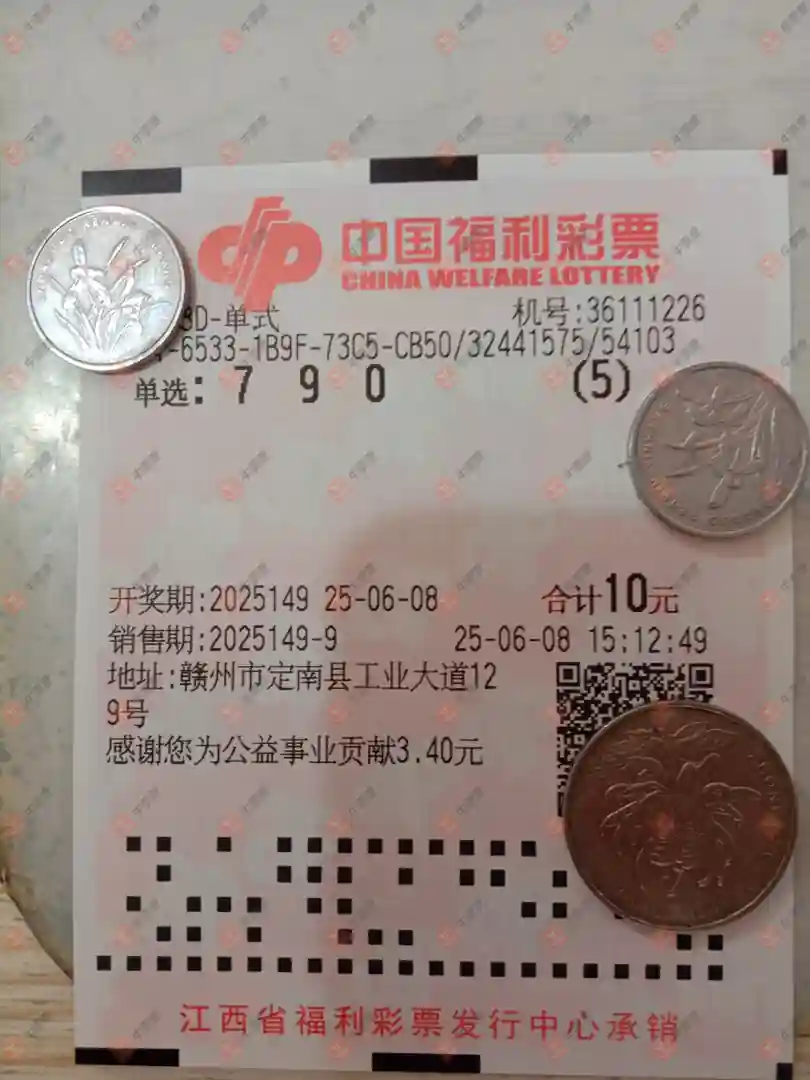 中国福利彩票
CHINA WELFARE LOTTERY
3D-单式 机号:36111226
-6533-1B9F-73C5-CB50/32441575/54103
单选: 7 9 0 (5)
开奖期:2025149 25-06-08 合计10元
销售期:2025149-9 25-06-08 15:12:49
地址:赣州市定南县工业大道12
9号
感谢您为公益事业贡献3.40元
江西省福利彩票发行中心承销